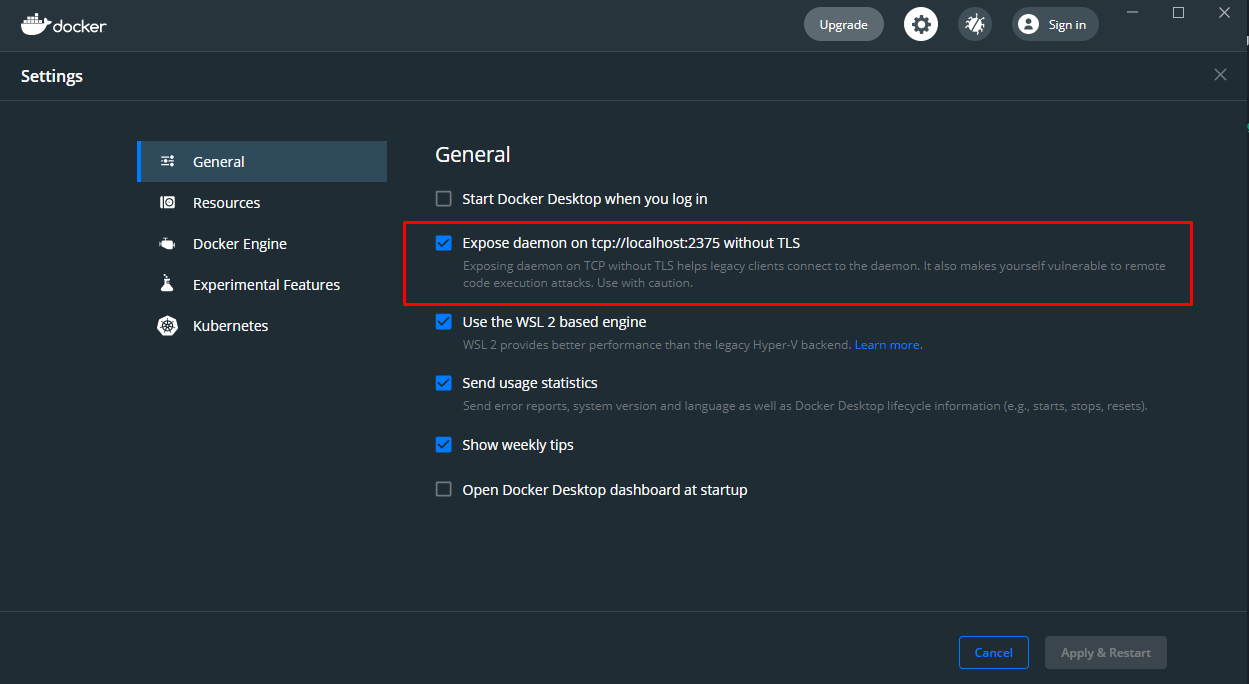 docker
Upgrade
Sign in
Settings
General
Resources
Docker Engine
Experimental Features
Kubernetes
General
Start Docker Desktop when you log in
Expose daemon on tcp://localhost:2375 without TLS
Exposing daemon on TCP without TLS helps legacy clients connect to the daemon. It also makes yourself vulnerable to remote
code execution attacks. Use with caution.
Use the WSL 2 based engine
WSL 2 provides better performance than the legacy Hyper-V backend. Learn more.
Send usage statistics
Send error reports, system version and language as well as Docker Desktop lifecycle information (e.g., starts, stops, resets).
Show weekly tips
Open Docker Desktop dashboard at startup
Cancel
Apply & Restart